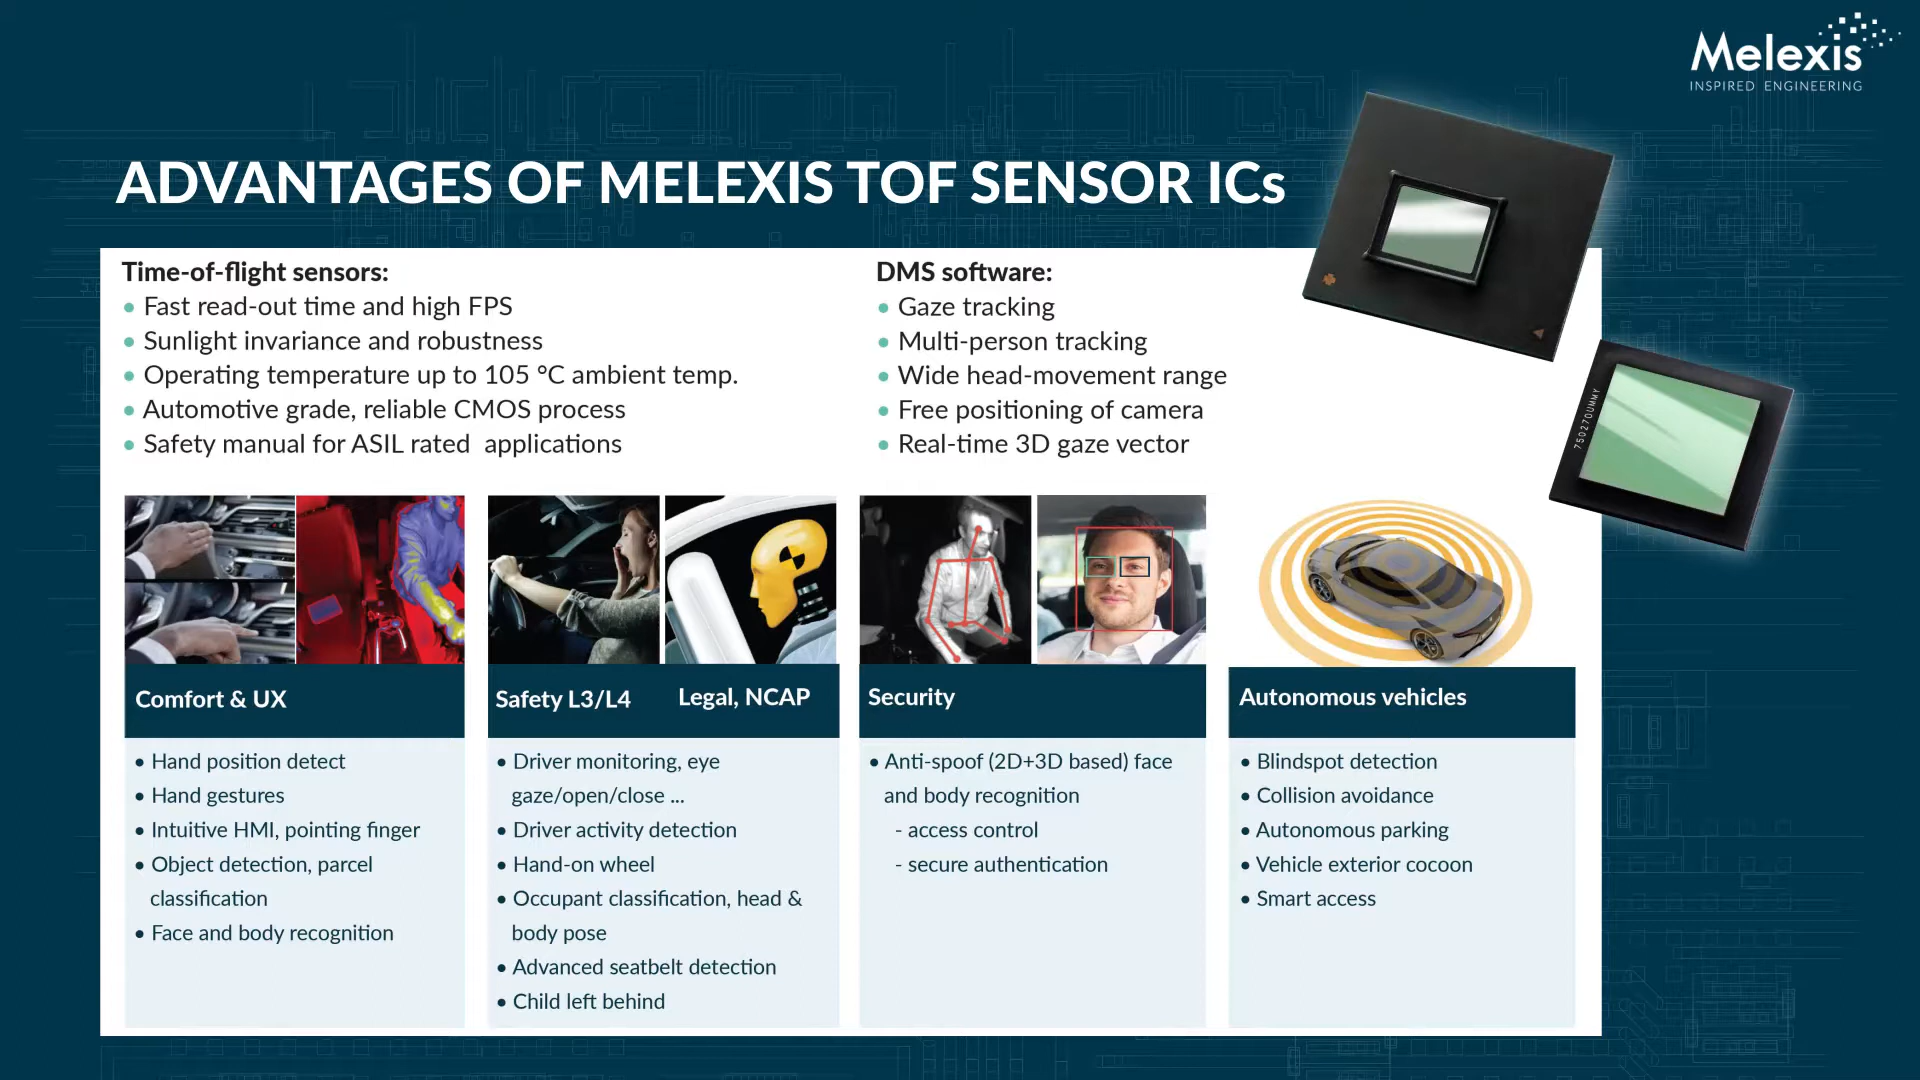 Melexis
INSPIRED ENGINEERING
ADVANTAGES OF MELEXIS TOF SENSOR ICs
Time-of-flight sensors:
• Fast read-out time and high FPS
• Sunlight invariance and robustness
• Operating temperature up to 105 °C ambient temp.
• Automotive grade, reliable CMOS process
• Safety manual for ASIL rated applications
DMS software:
• Gaze tracking
• Multi-person tracking
• Wide head-movement range
• Free positioning of camera
• Real-time 3D gaze vector
75027DUMMY
Comfort & UX
• Hand position detect
• Hand gestures
• Intuitive HMI, pointing finger
• Object detection, parcel
classification
• Face and body recognition
Safety L3/L4
Legal, NCAP
• Driver monitoring, eye
gaze/open/close ...
• Driver activity detection
• Hand-on wheel
• Occupant classification, head &
body pose
• Advanced seatbelt detection
• Child left behind
Security
• Anti-spoof (2D+3D based) face
and body recognition
- access control
- secure authentication
Autonomous vehicles
• Blindspot detection
• Collision avoidance
• Autonomous parking
• Vehicle exterior cocoon
• Smart access